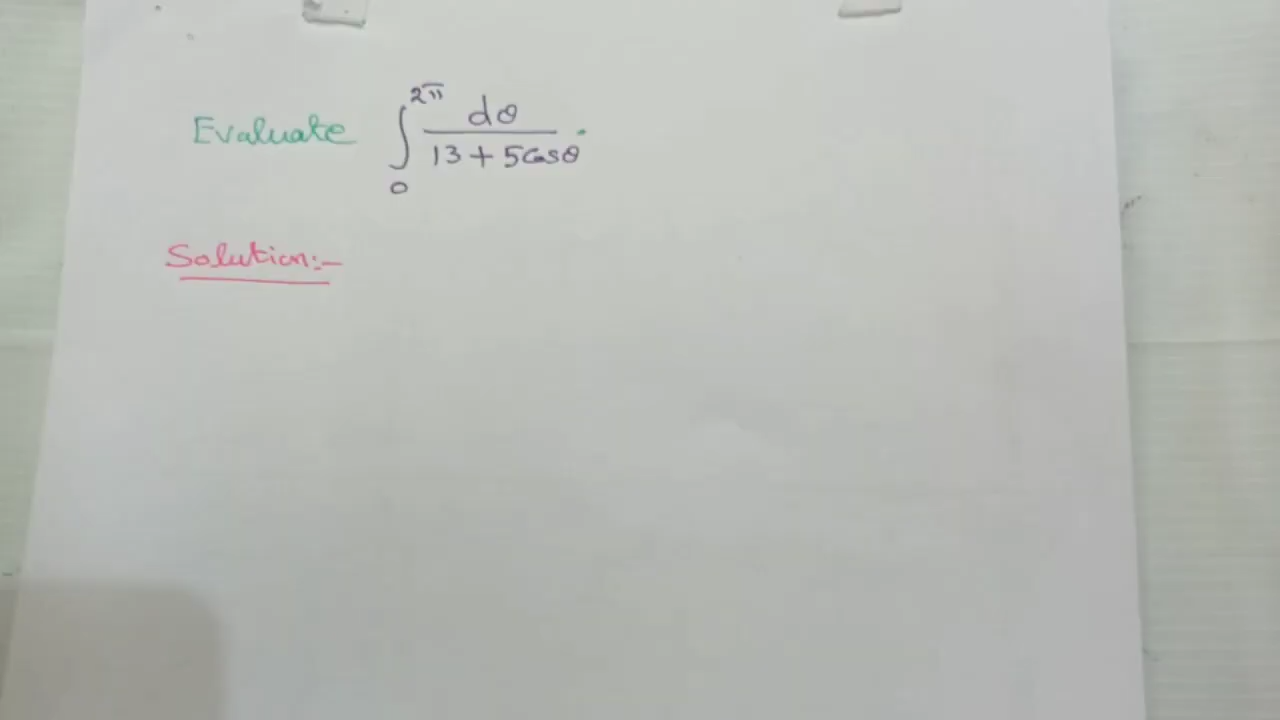 Evaluate ∫₀^{2π} dθ / (13 + 5cosθ).
Solution:-